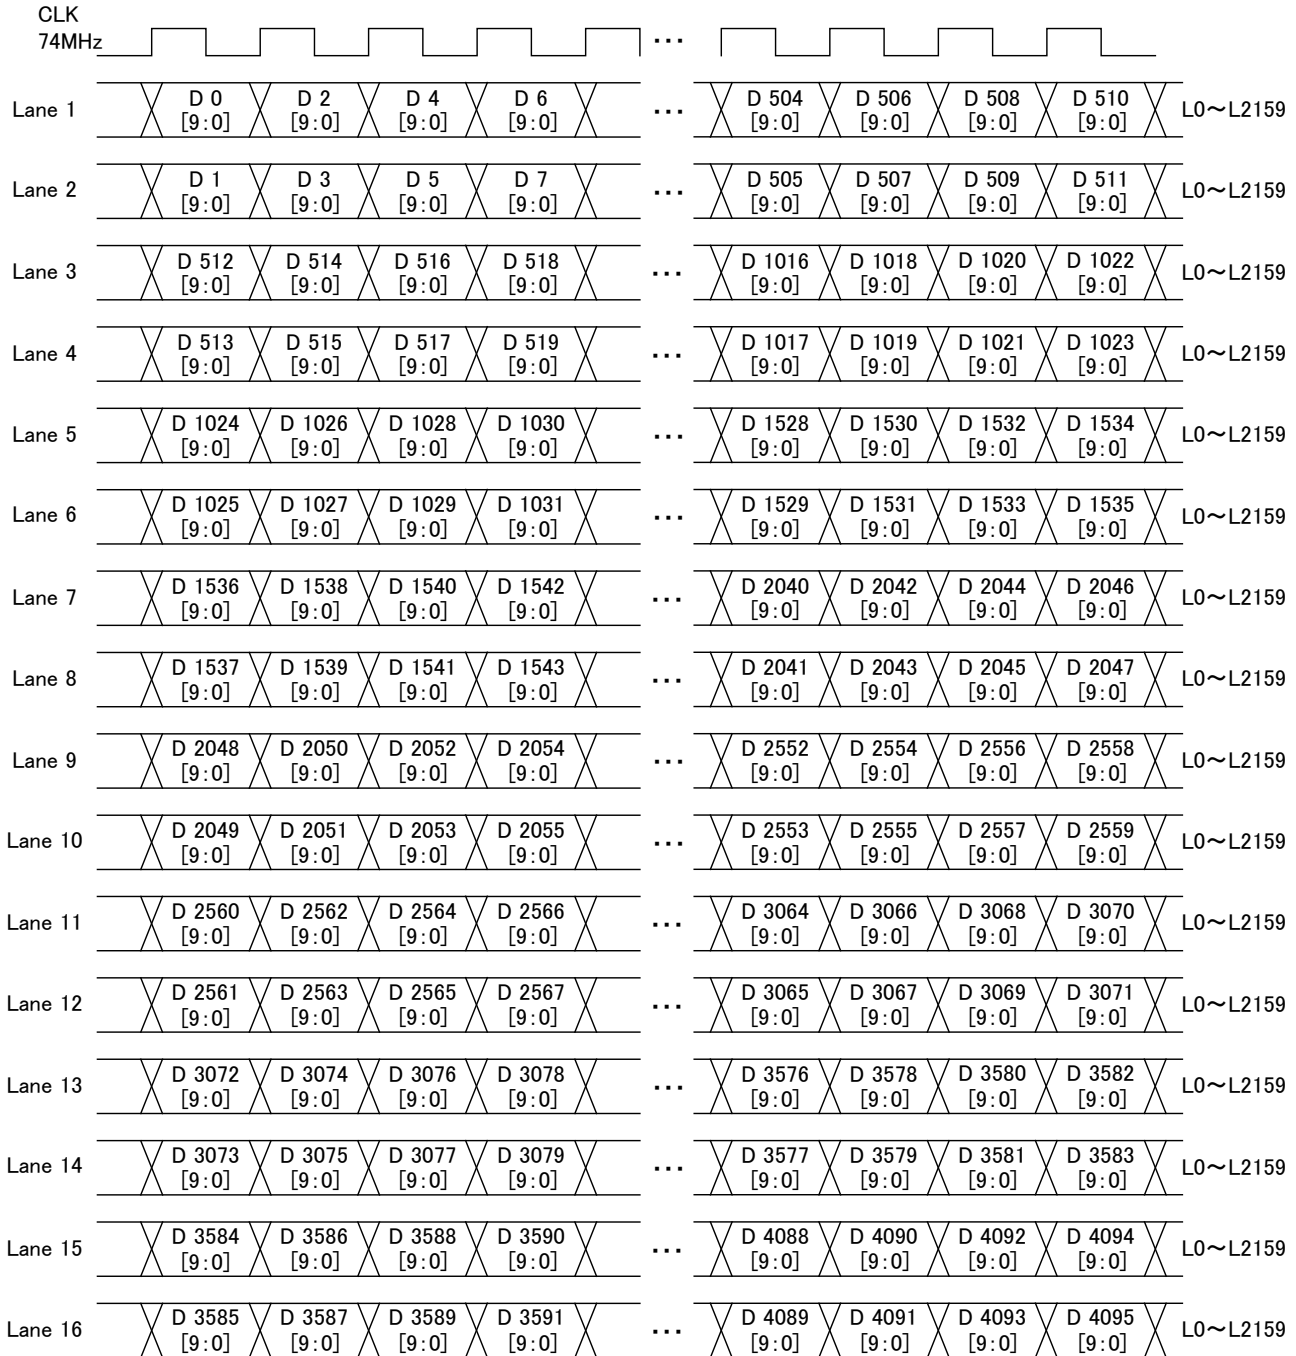 CLK
74MHz
...
Lane 1 D 0 D 2 D 4 D 6 ... D 504 D 506 D 508 D 510 L0~L2159
[9:0] [9:0] [9:0] [9:0] [9:0] [9:0] [9:0] [9:0]
Lane 2 D 1 D 3 D 5 D 7 ... D 505 D 507 D 509 D 511 L0~L2159
[9:0] [9:0] [9:0] [9:0] [9:0] [9:0] [9:0] [9:0]
Lane 3 D 512 D 514 D 516 D 518 ... D 1016 D 1018 D 1020 D 1022 L0~L2159
[9:0] [9:0] [9:0] [9:0] [9:0] [9:0] [9:0] [9:0]
Lane 4 D 513 D 515 D 517 D 519 ... D 1017 D 1019 D 1021 D 1023 L0~L2159
[9:0] [9:0] [9:0] [9:0] [9:0] [9:0] [9:0] [9:0]
Lane 5 D 1024 D 1026 D 1028 D 1030 ... D 1528 D 1530 D 1532 D 1534 L0~L2159
[9:0] [9:0] [9:0] [9:0] [9:0] [9:0] [9:0] [9:0]
Lane 6 D 1025 D 1027 D 1029 D 1031 ... D 1529 D 1531 D 1533 D 1535 L0~L2159
[9:0] [9:0] [9:0] [9:0] [9:0] [9:0] [9:0] [9:0]
Lane 7 D 1536 D 1538 D 1540 D 1542 ... D 2040 D 2042 D 2044 D 2046 L0~L2159
[9:0] [9:0] [9:0] [9:0] [9:0] [9:0] [9:0] [9:0]
Lane 8 D 1537 D 1539 D 1541 D 1543 ... D 2041 D 2043 D 2045 D 2047 L0~L2159
[9:0] [9:0] [9:0] [9:0] [9:0] [9:0] [9:0] [9:0]
Lane 9 D 2048 D 2050 D 2052 D 2054 ... D 2552 D 2554 D 2556 D 2558 L0~L2159
[9:0] [9:0] [9:0] [9:0] [9:0] [9:0] [9:0] [9:0]
Lane 10 D 2049 D 2051 D 2053 D 2055 ... D 2553 D 2555 D 2557 D 2559 L0~L2159
[9:0] [9:0] [9:0] [9:0] [9:0] [9:0] [9:0] [9:0]
Lane 11 D 2560 D 2562 D 2564 D 2566 ... D 3064 D 3066 D 3068 D 3070 L0~L2159
[9:0] [9:0] [9:0] [9:0] [9:0] [9:0] [9:0] [9:0]
Lane 12 D 2561 D 2563 D 2565 D 2567 ... D 3065 D 3067 D 3069 D 3071 L0~L2159
[9:0] [9:0] [9:0] [9:0] [9:0] [9:0] [9:0] [9:0]
Lane 13 D 3072 D 3074 D 3076 D 3078 ... D 3576 D 3578 D 3580 D 3582 L0~L2159
[9:0] [9:0] [9:0] [9:0] [9:0] [9:0] [9:0] [9:0]
Lane 14 D 3073 D 3075 D 3077 D 3079 ... D 3577 D 3579 D 3581 D 3583 L0~L2159
[9:0] [9:0] [9:0] [9:0] [9:0] [9:0] [9:0] [9:0]
Lane 15 D 3584 D 3586 D 3588 D 3590 ... D 4088 D 4090 D 4092 D 4094 L0~L2159
[9:0] [9:0] [9:0] [9:0] [9:0] [9:0] [9:0] [9:0]
Lane 16 D 3585 D 3587 D 3589 D 3591 ... D 4089 D 4091 D 4093 D 4095 L0~L2159
[9:0] [9:0] [9:0] [9:0] [9:0] [9:0] [9:0] [9:0]